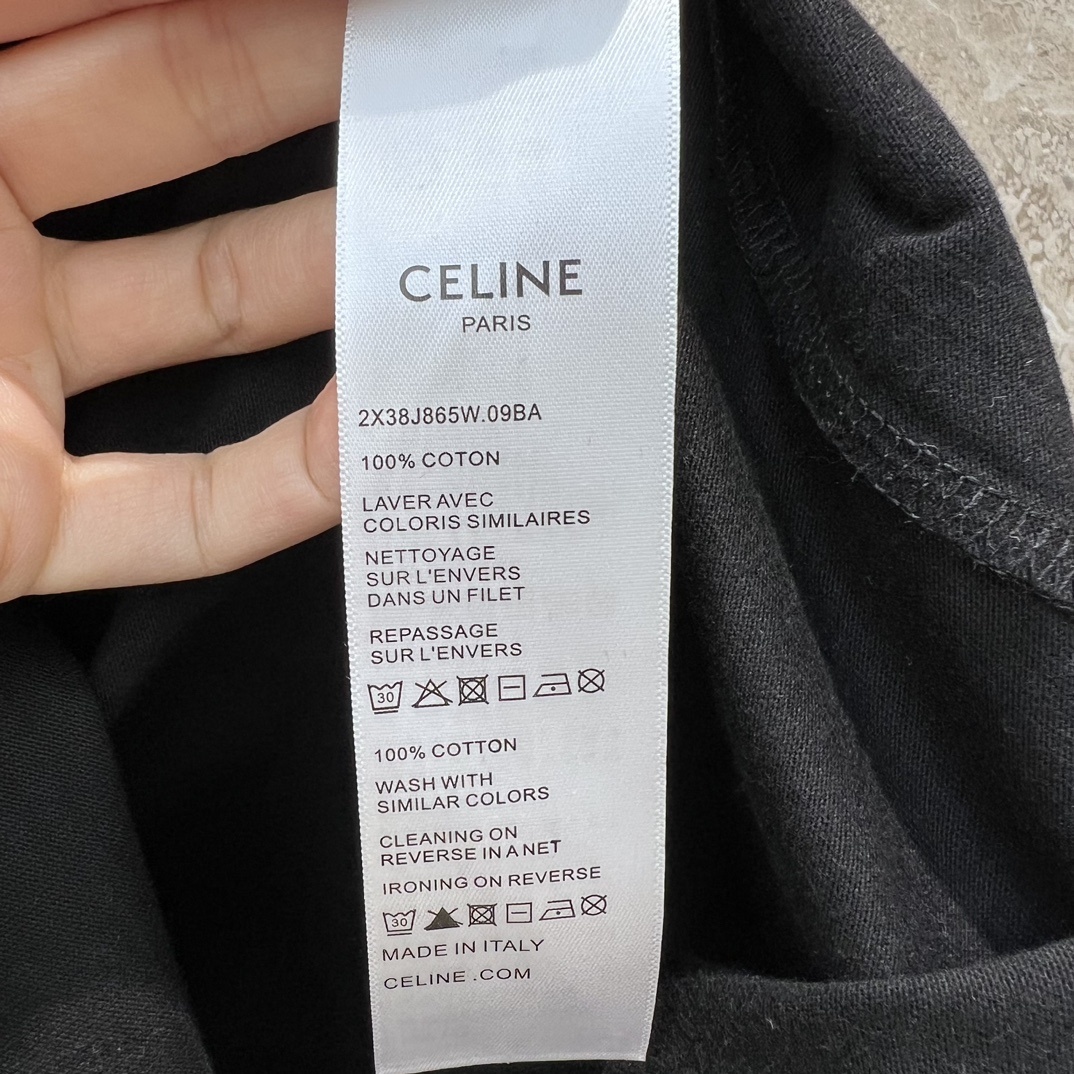 CELINE
PARIS
2X38J865W.09BA
100% COTON
LAVER AVEC
COLORIS SIMILAIRES
NETTOYAGE
SUR L'ENVERS
DANS UN FILET
REPASSAGE
SUR L'ENVERS
30
100% COTTON
WASH WITH
SIMILAR COLORS
CLEANING ON
REVERSE IN A NET
IRONING ON REVERSE
30
MADE IN ITALY
CELINE .COM